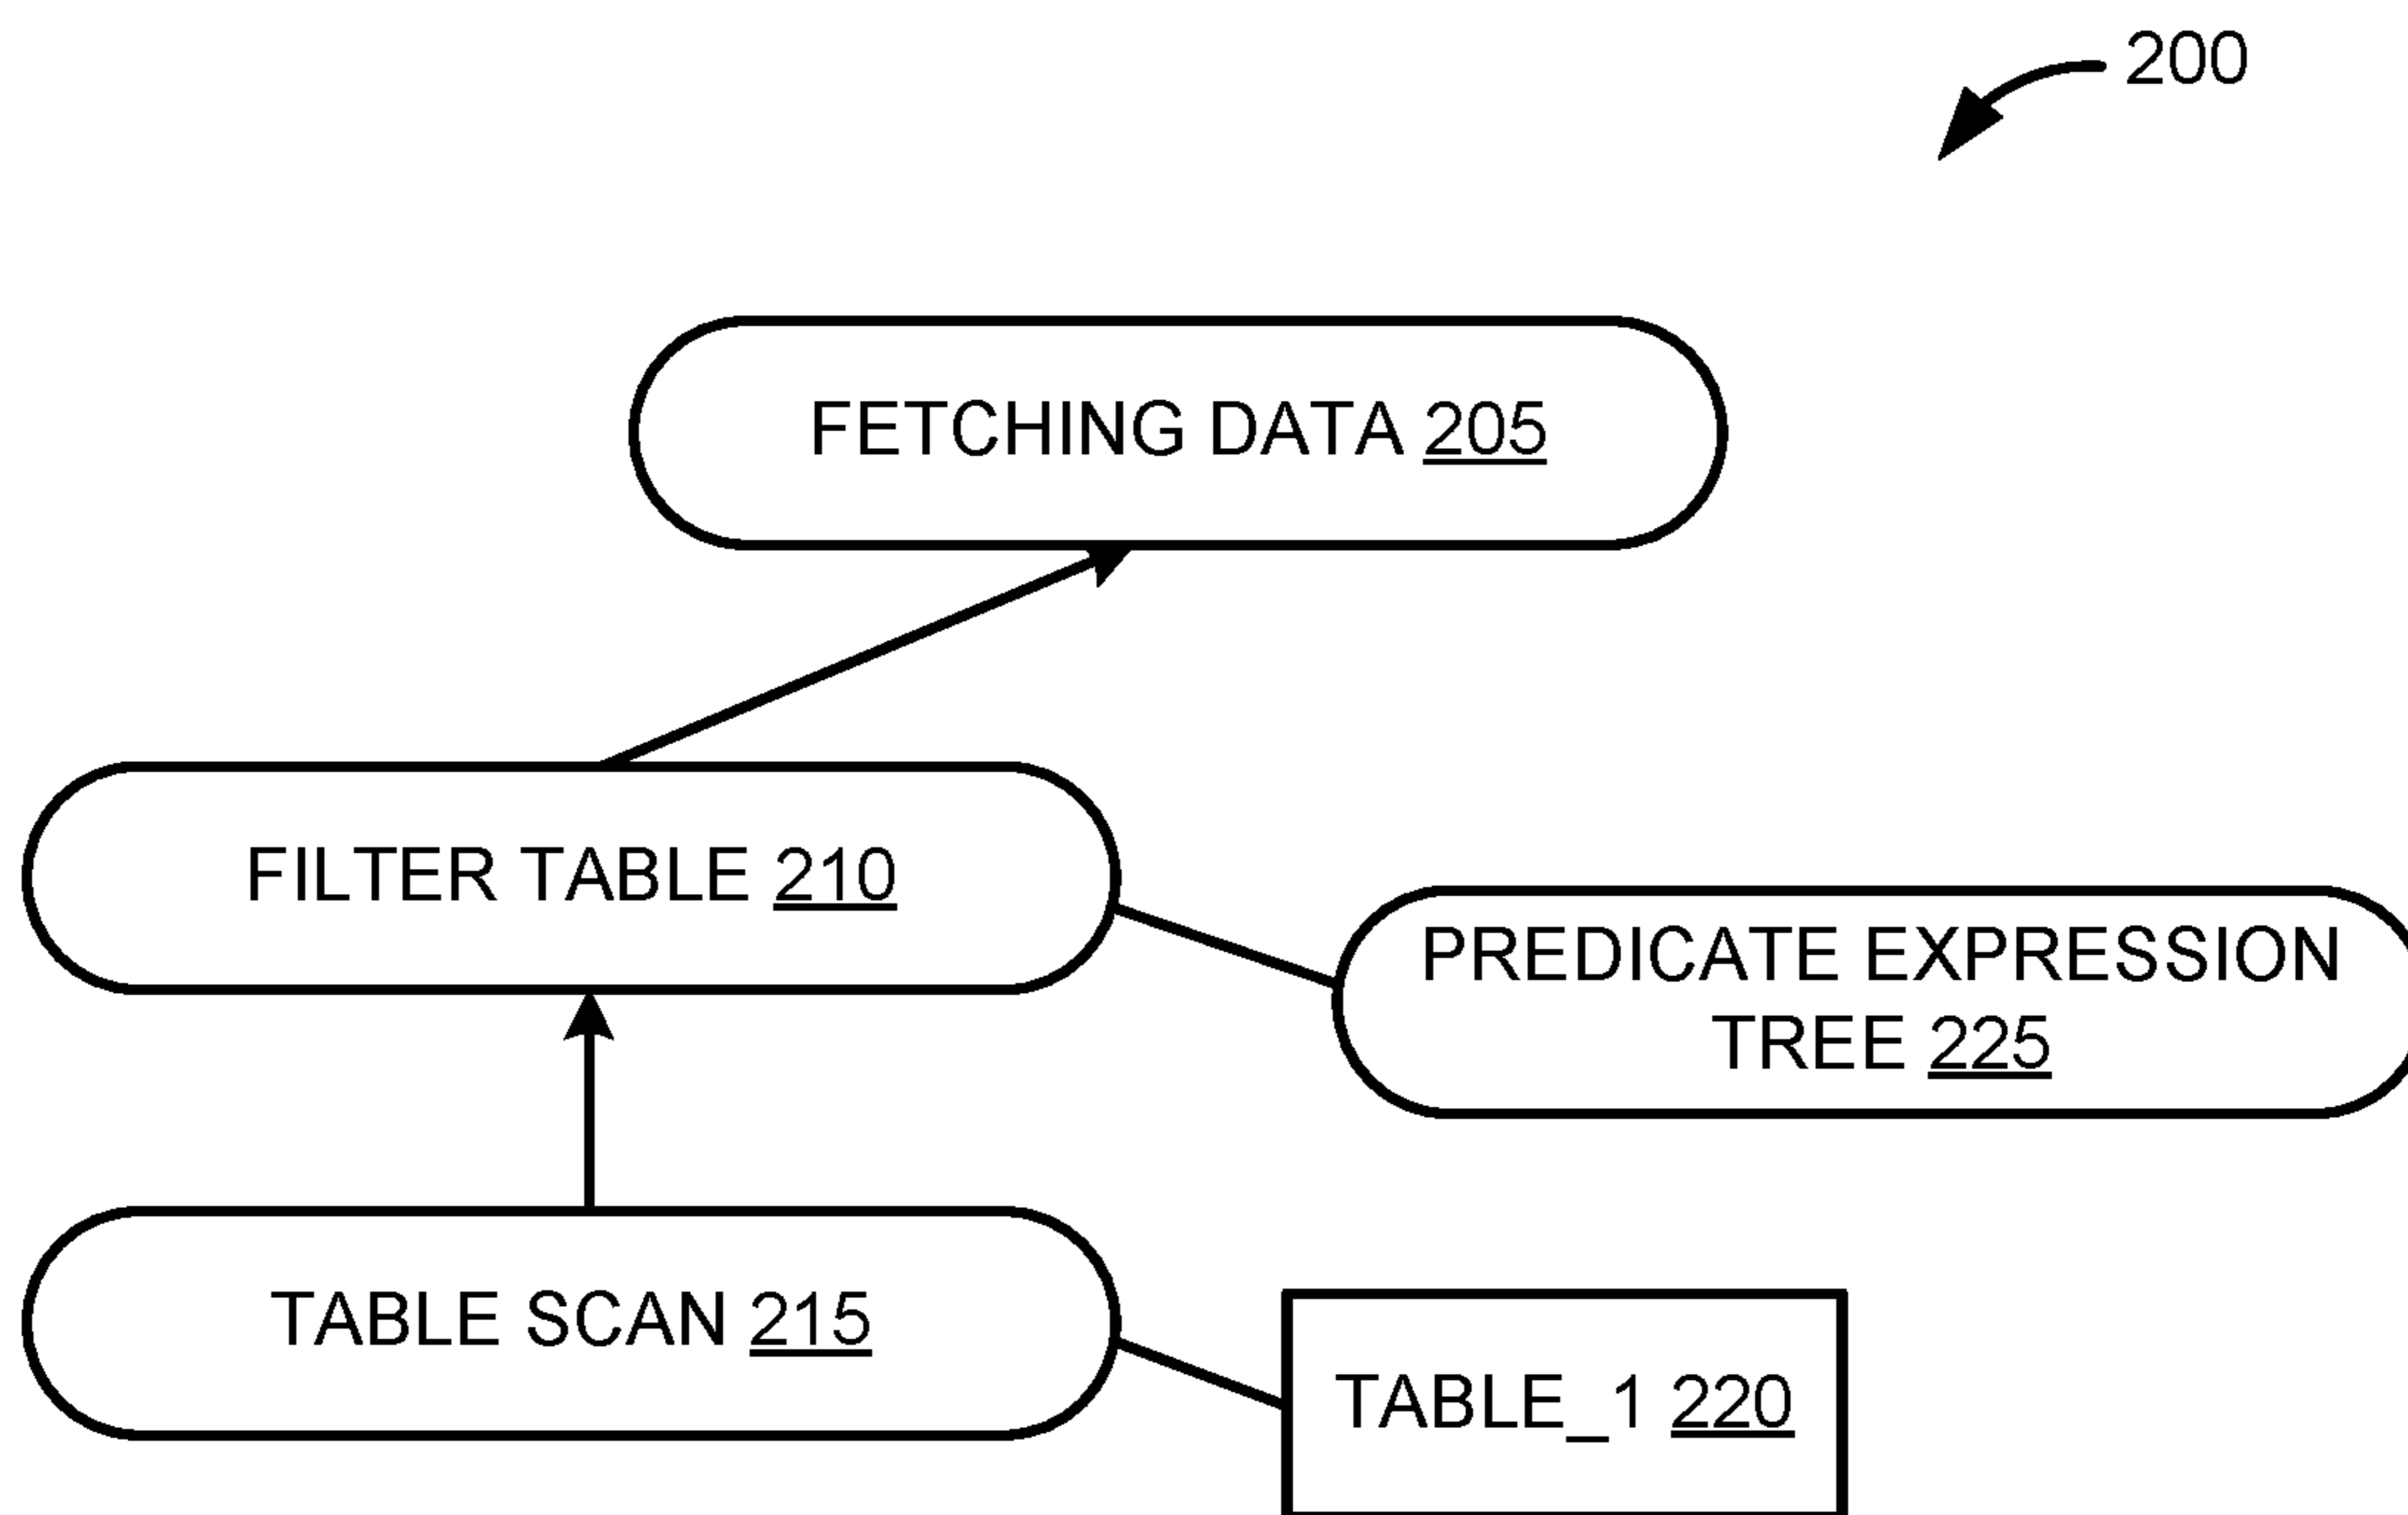 200
FETCHING DATA 205
FILTER TABLE 210
PREDICATE EXPRESSION
TREE 225
TABLE SCAN 215
TABLE_1 220